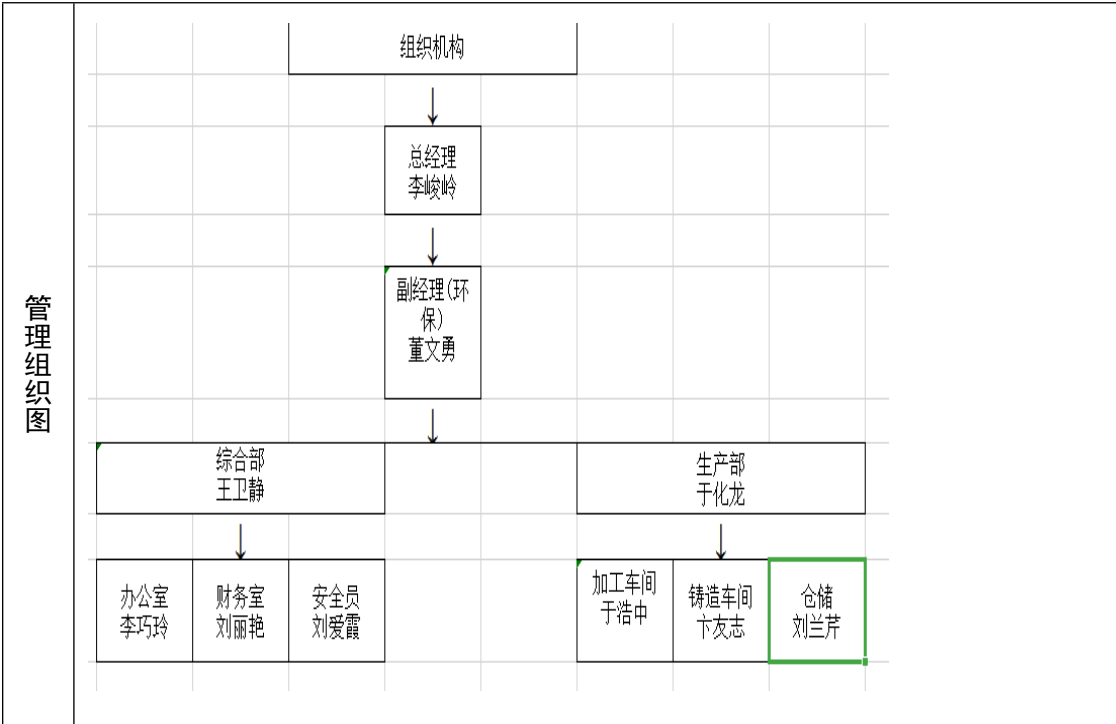 管理组织图
组织机构
总经理
李峻岭
副经理(环
保)
董文勇
综合部
王卫静
生产部
于化龙
办公室
李巧玲
财务室
刘丽艳
安全员
刘爱霞
加工车间
于浩中
铸造车间
卞友志
仓储
刘兰芹